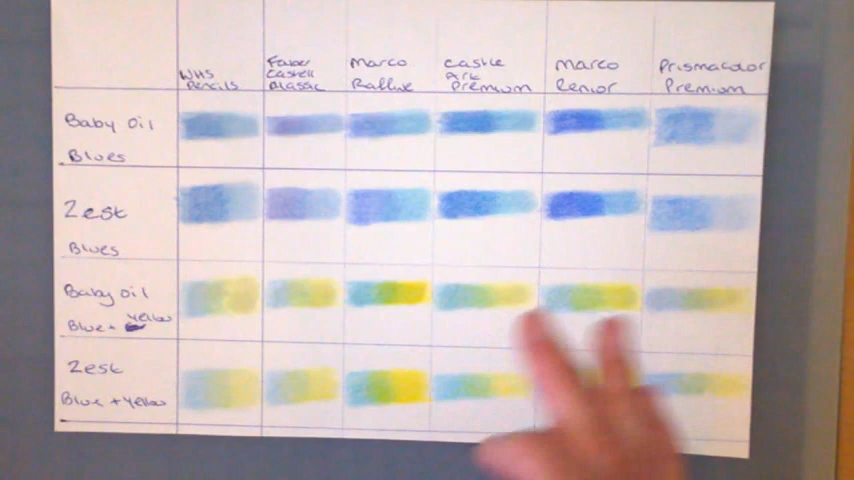 WHS Pencils
Faber Castell Classic
Marco Raffine
Castle Art Premium
Marco Renior
Prismacolor Premium
Baby Oil
Blues
Zest
Blues
Baby oil
Blue + Yellow
Zest
Blue + Yellow